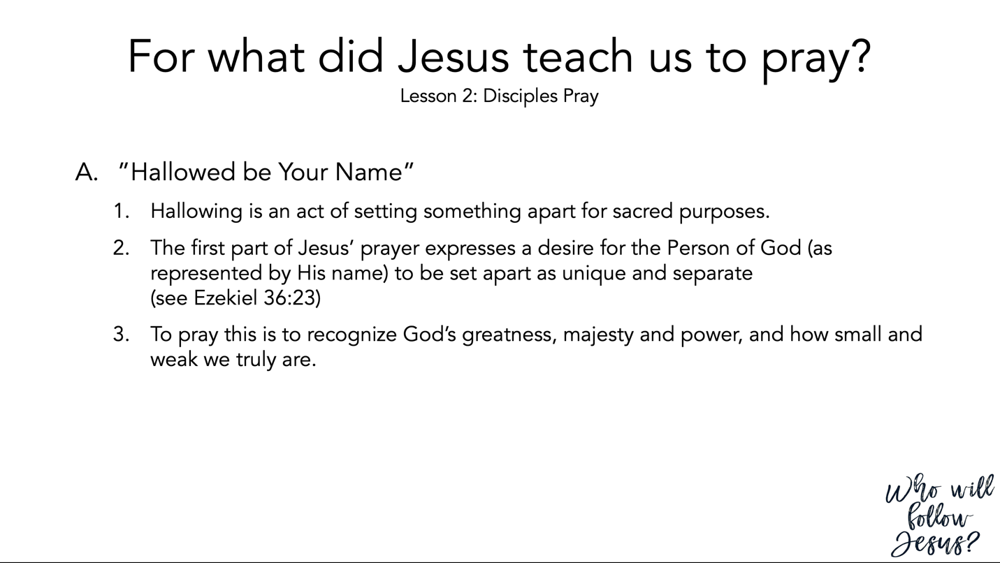 For what did Jesus teach us to pray?
Lesson 2: Disciples Pray
A. ”Hallowed be Your Name”
1. Hallowing is an act of setting something apart for sacred purposes.
2. The first part of Jesus’ prayer expresses a desire for the Person of God (as
represented by His name) to be set apart as unique and separate
(see Ezekiel 36:23)
3. To pray this is to recognize God’s greatness, majesty and power, and how small and
weak we truly are.
Who will
follow
Jesus?